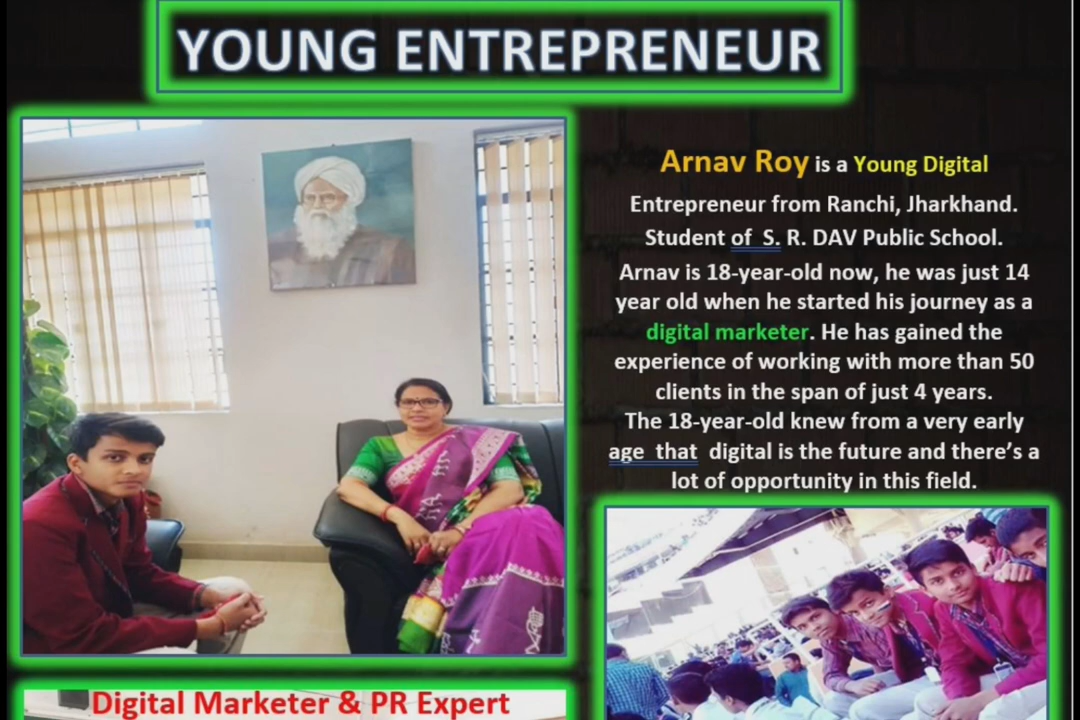 YOUNG ENTREPRENEUR
Arnav Roy is a Young Digital
Entrepreneur from Ranchi, Jharkhand.
Student of  S. R. DAV Public School.
Arnav is 18-year-old now, he was just 14
year old when he started his journey as a
digital marketer. He has gained the
experience of working with more than 50
clients in the span of just 4 years.
The 18-year-old knew from a very early
age  that  digital is the future and there’s a
lot of opportunity in this field.
Digital Marketer & PR Expert